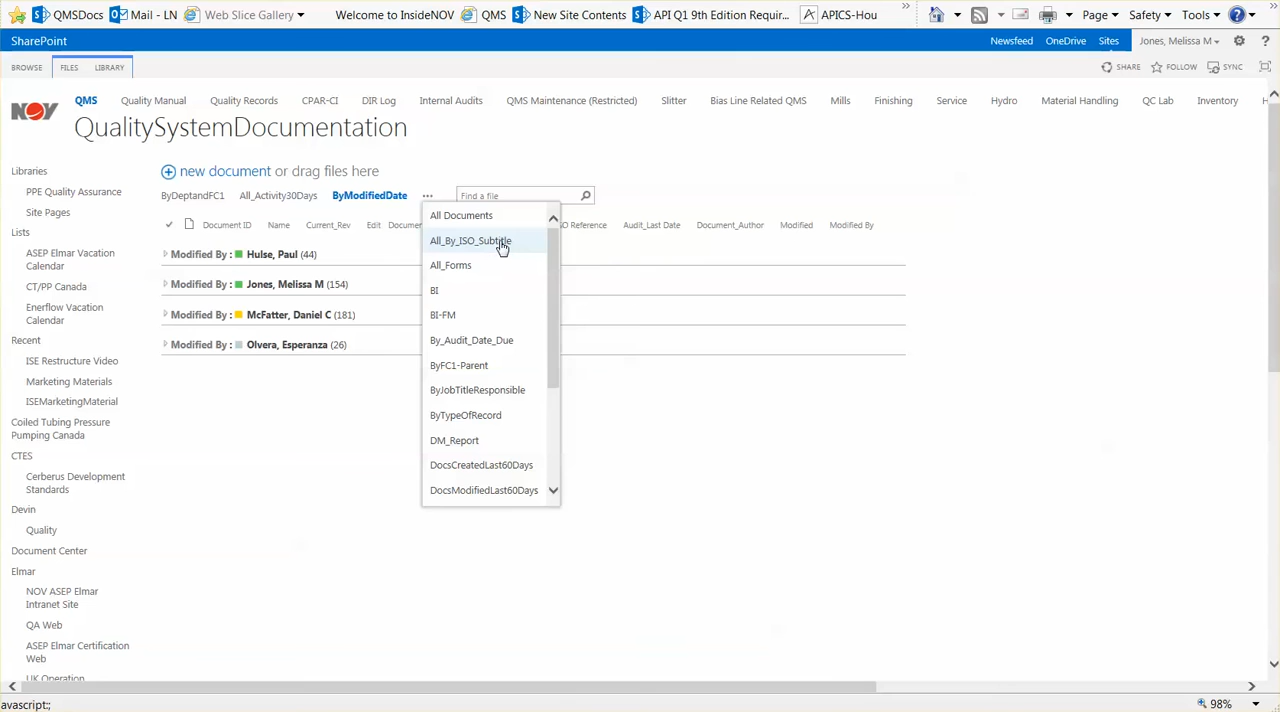 QMSDocs Mail - LN Web Slice Gallery Welcome to InsideNOV QMS New Site Contents API Q1 9th Edition Require... APICS-Hou Page Safety Tools
SharePoint Newsfeed OneDrive Sites Jones, Melissa M ?
BROWSE FILES LIBRARY SHARE FOLLOW SYNC
NOV QMS Quality Manual Quality Records CPAR-CI DIR Log Internal Audits QMS Maintenance (Restricted) Slitter Bias Line Related QMS Mills Finishing Service Hydro Material Handling QC Lab Inventory
QualitySystemDocumentation
new document or drag files here
ByDeptandFC1 All_Activity30Days ByModifiedDate ... Find a file
Document ID Name Current_Rev Edit Docum SO Reference Audit_Last Date Document_Author Modified Modified By
Modified By : Hulse, Paul (44)
Modified By : Jones, Melissa M (154)
Modified By : McFatter, Daniel C (181)
Modified By : Olvera, Esperanza (26)
All Documents
All_By_ISO_Subtitle
All_Forms
BI
BI-FM
By_Audit_Date_Due
ByFC1-Parent
ByJobTitleResponsible
ByTypeOfRecord
DM_Report
DocsCreatedLast60Days
DocsModifiedLast60Days
Libraries
PPE Quality Assurance
Site Pages
Lists
ASEP Elmar Vacation
Calendar
CT/PP Canada
Enerflow Vacation
Calendar
Recent
ISE Restructure Video
Marketing Materials
ISEMarketingMaterial
Coiled Tubing Pressure
Pumping Canada
CTES
Cerberus Development
Standards
Devin
Quality
Document Center
Elmar
NOV ASEP Elmar
Intranet Site
QA Web
ASEP Elmar Certification
Web
UK Operation
avascript:; 98%